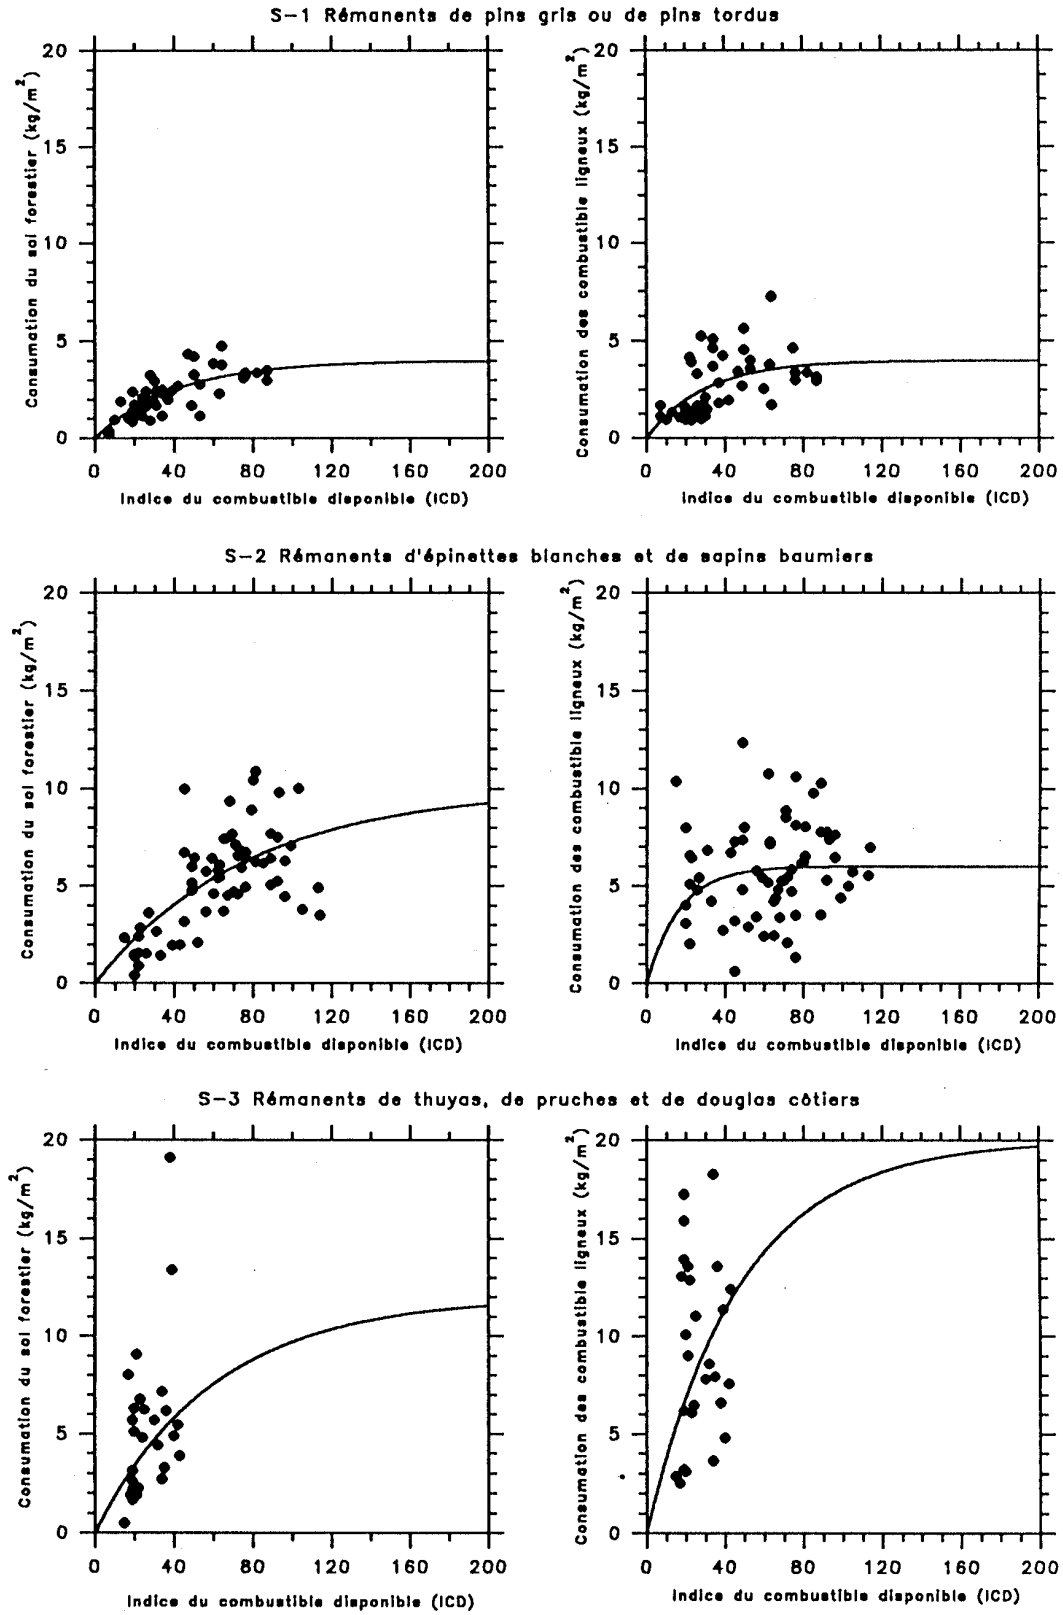 S-1 Rémanents de pins gris ou de pins tordus
Consumation du sol forestier (kg/m²)
20
15
10
5
0
0 40 80 120 160 200
Indice du combustible disponible (ICD)
Consumation des combustible ligneux (kg/m²)
20
15
10
5
0
0 40 80 120 160 200
Indice du combustible disponible (ICD)
S-2 Rémanents d'épinettes blanches et de sapins baumiers
Consumation du sol forestier (kg/m²)
20
15
10
5
0
0 40 80 120 160 200
Indice du combustible disponible (ICD)
Consumation des combustible ligneux (kg/m²)
20
15
10
5
0
0 40 80 120 160 200
Indice du combustible disponible (ICD)
S-3 Rémanents de thuyas, de pruches et de douglas côtiers
Consumation du sol forestier (kg/m²)
20
15
10
5
0
0 40 80 120 160 200
Indice du combustible disponible (ICD)
Consumation des combustible ligneux (kg/m²)
20
15
10
5
0
0 40 80 120 160 200
Indice du combustible disponible (ICD)